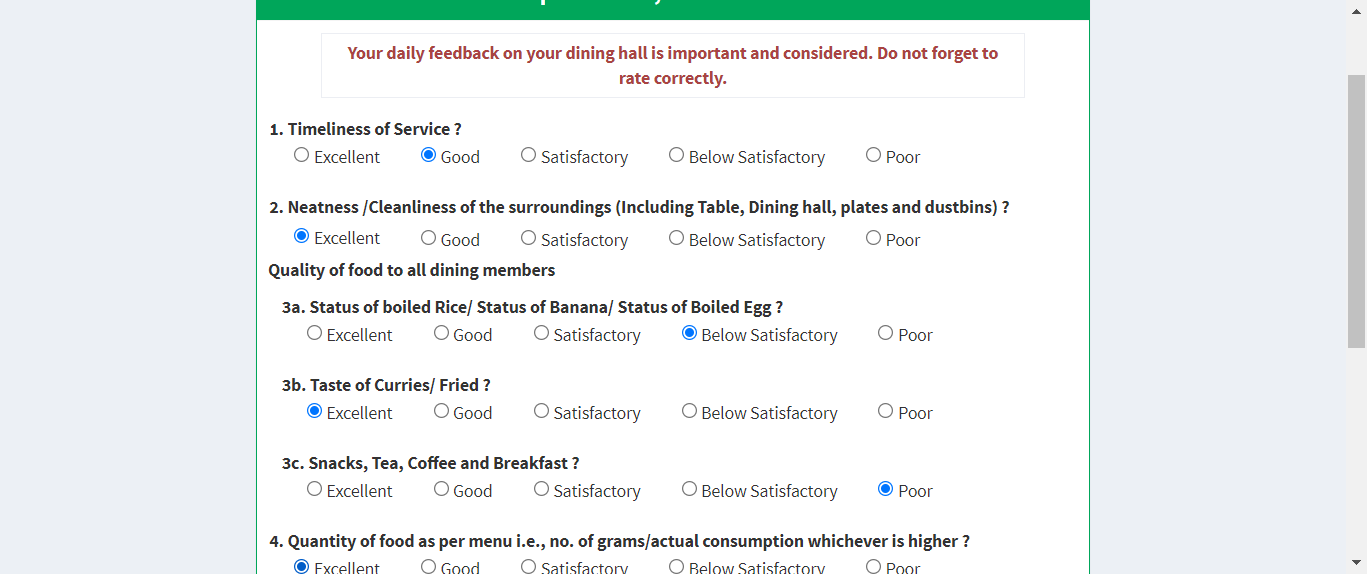 Your daily feedback on your dining hall is important and considered. Do not forget to
rate correctly.
1. Timeliness of Service ?
Excellent Good Satisfactory Below Satisfactory Poor
2. Neatness /Cleanliness of the surroundings (Including Table, Dining hall, plates and dustbins) ?
Excellent Good Satisfactory Below Satisfactory Poor
Quality of food to all dining members
3a. Status of boiled Rice/ Status of Banana/ Status of Boiled Egg ?
Excellent Good Satisfactory Below Satisfactory Poor
3b. Taste of Curries/ Fried ?
Excellent Good Satisfactory Below Satisfactory Poor
3c. Snacks, Tea, Coffee and Breakfast ?
Excellent Good Satisfactory Below Satisfactory Poor
4. Quantity of food as per menu i.e., no. of grams/actual consumption whichever is higher ?
Excellent Good Satisfactory Below Satisfactory Poor